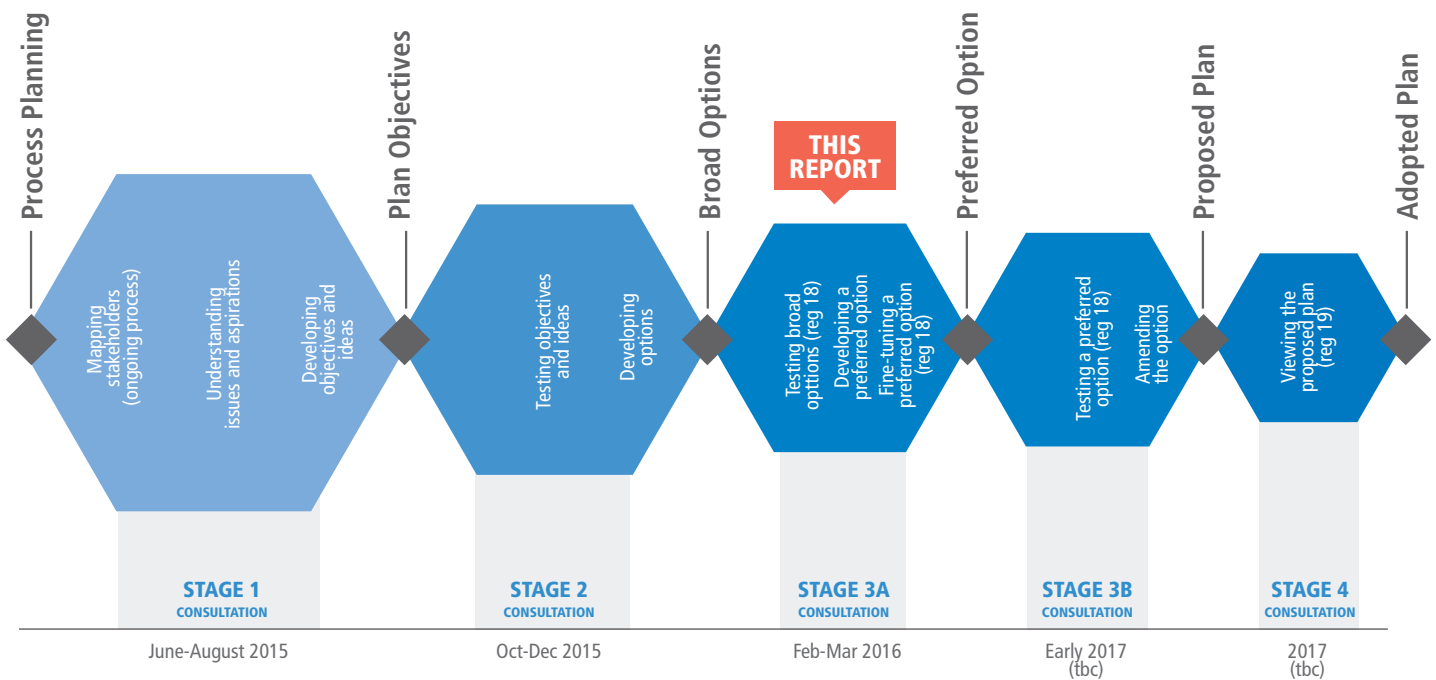 Process Planning
Plan Objectives
Broad Options
Preferred Option
Proposed Plan
Adopted Plan
THIS
REPORT
Mapping
stakeholders
(ongoing process)
Understanding
issues and aspirations
Developing
objectives and
ideas
Testing objectives
and ideas
Developing
options
Testing broad
opttions (reg 18)
Developing a
preferred option
Fine-tuning a
preferred option
(reg 18)
Testing a preferred
option (reg 18)
Amending
the option
Viewing the
proposed plan
(reg 19)
STAGE 1
CONSULTATION
STAGE 2
CONSULTATION
STAGE 3A
CONSULTATION
STAGE 3B
CONSULTATION
STAGE 4
CONSULTATION
June-August 2015
Oct-Dec 2015
Feb-Mar 2016
Early 2017
(tbc)
2017
(tbc)